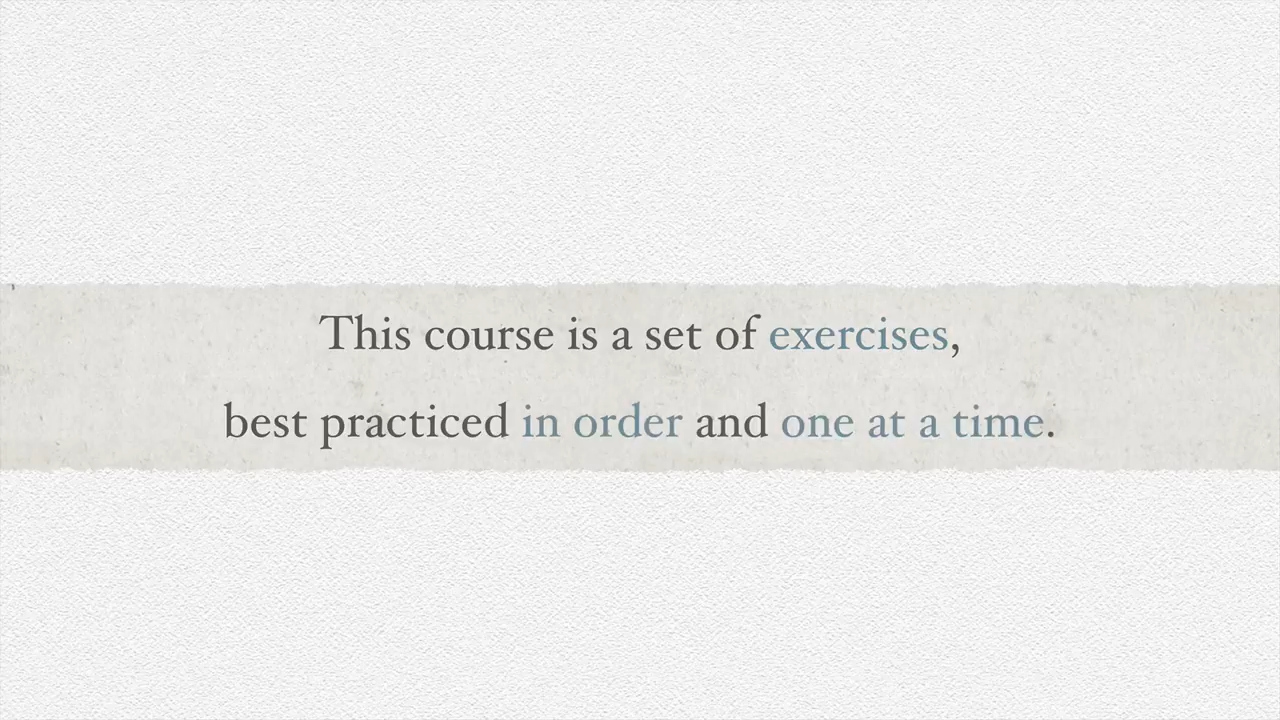 This course is a set of exercises,
best practiced in order and one at a time.